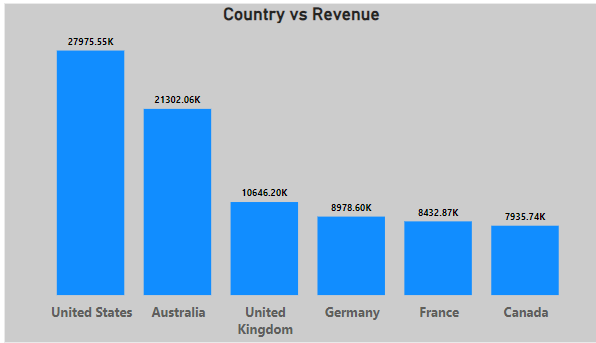 Country vs Revenue
27975.55K
21302.06K
10646.20K
8978.60K
8432.87K
7935.74K
United States
Australia
United
Kingdom
Germany
France
Canada